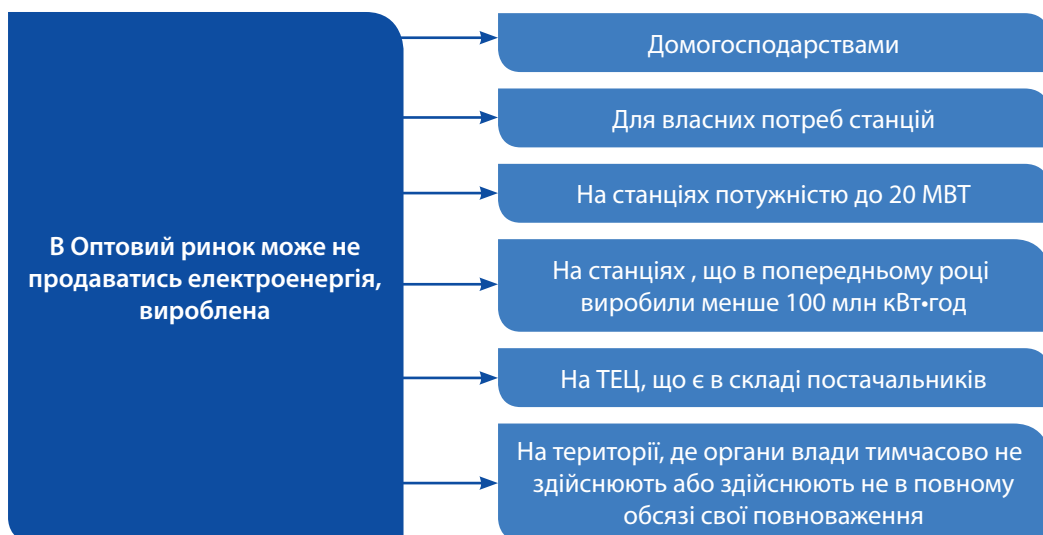 В Оптовий ринок може не
продаватись електроенергія,
вироблена
Домогосподарствами
Для власних потреб станцій
На станціях потужністю до 20 МВТ
На станціях , що в попередньому році
виробили менше 100 млн кВт•год
На ТЕЦ, що є в складі постачальників
На території, де органи влади тимчасово не
здійснюють або здійснюють не в повному
обсязі свої повноваження